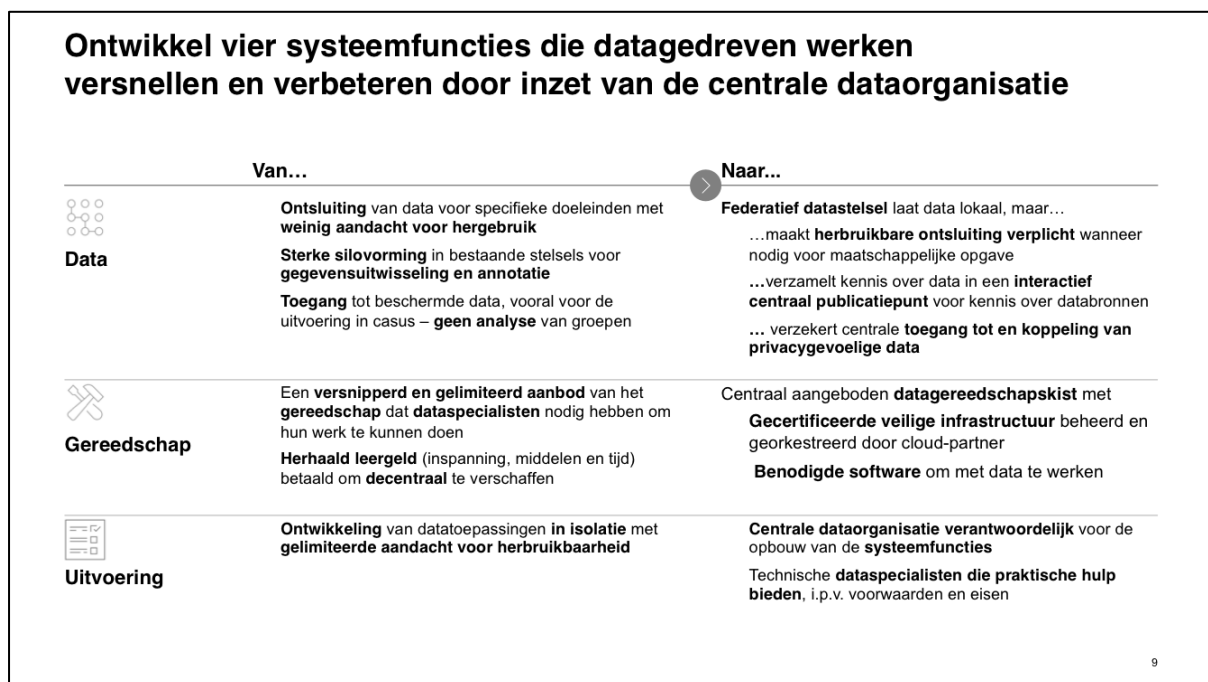 Ontwikkel vier systeemfuncties die datagedreven werken
versnellen en verbeteren door inzet van de centrale dataorganisatie
Van…
Naar...
Data
Ontsluiting van data voor specifieke doeleinden met
weinig aandacht voor hergebruik
Sterke silovorming in bestaande stelsels voor
gegevensuitwisseling en annotatie
Toegang tot beschermde data, vooral voor de
uitvoering in casus – geen analyse van groepen
Federatief datastelsel laat data lokaal, maar…
…maakt herbruikbare ontsluiting verplicht wanneer
nodig voor maatschappelijke opgave
…verzamelt kennis over data in een interactief
centraal publicatiepunt voor kennis over databronnen
… verzekert centrale toegang tot en koppeling van
privacygevoelige data
Gereedschap
Een versnipperd en gelimiteerd aanbod van het
gereedschap dat dataspecialisten nodig hebben om
hun werk te kunnen doen
Herhaald leergeld (inspanning, middelen en tijd)
betaald om decentraal te verschaffen
Centraal aangeboden datagereedschapskist met
Gecertificeerde veilige infrastructuur beheerd en
georkestreerd door cloud-partner
Benodigde software om met data te werken
Uitvoering
Ontwikkeling van datatoepassingen in isolatie met
gelimiteerde aandacht voor herbruikbaarheid
Centrale dataorganisatie verantwoordelijk voor de
opbouw van de systeemfuncties
Technische dataspecialisten die praktische hulp
bieden, i.p.v. voorwaarden en eisen
9